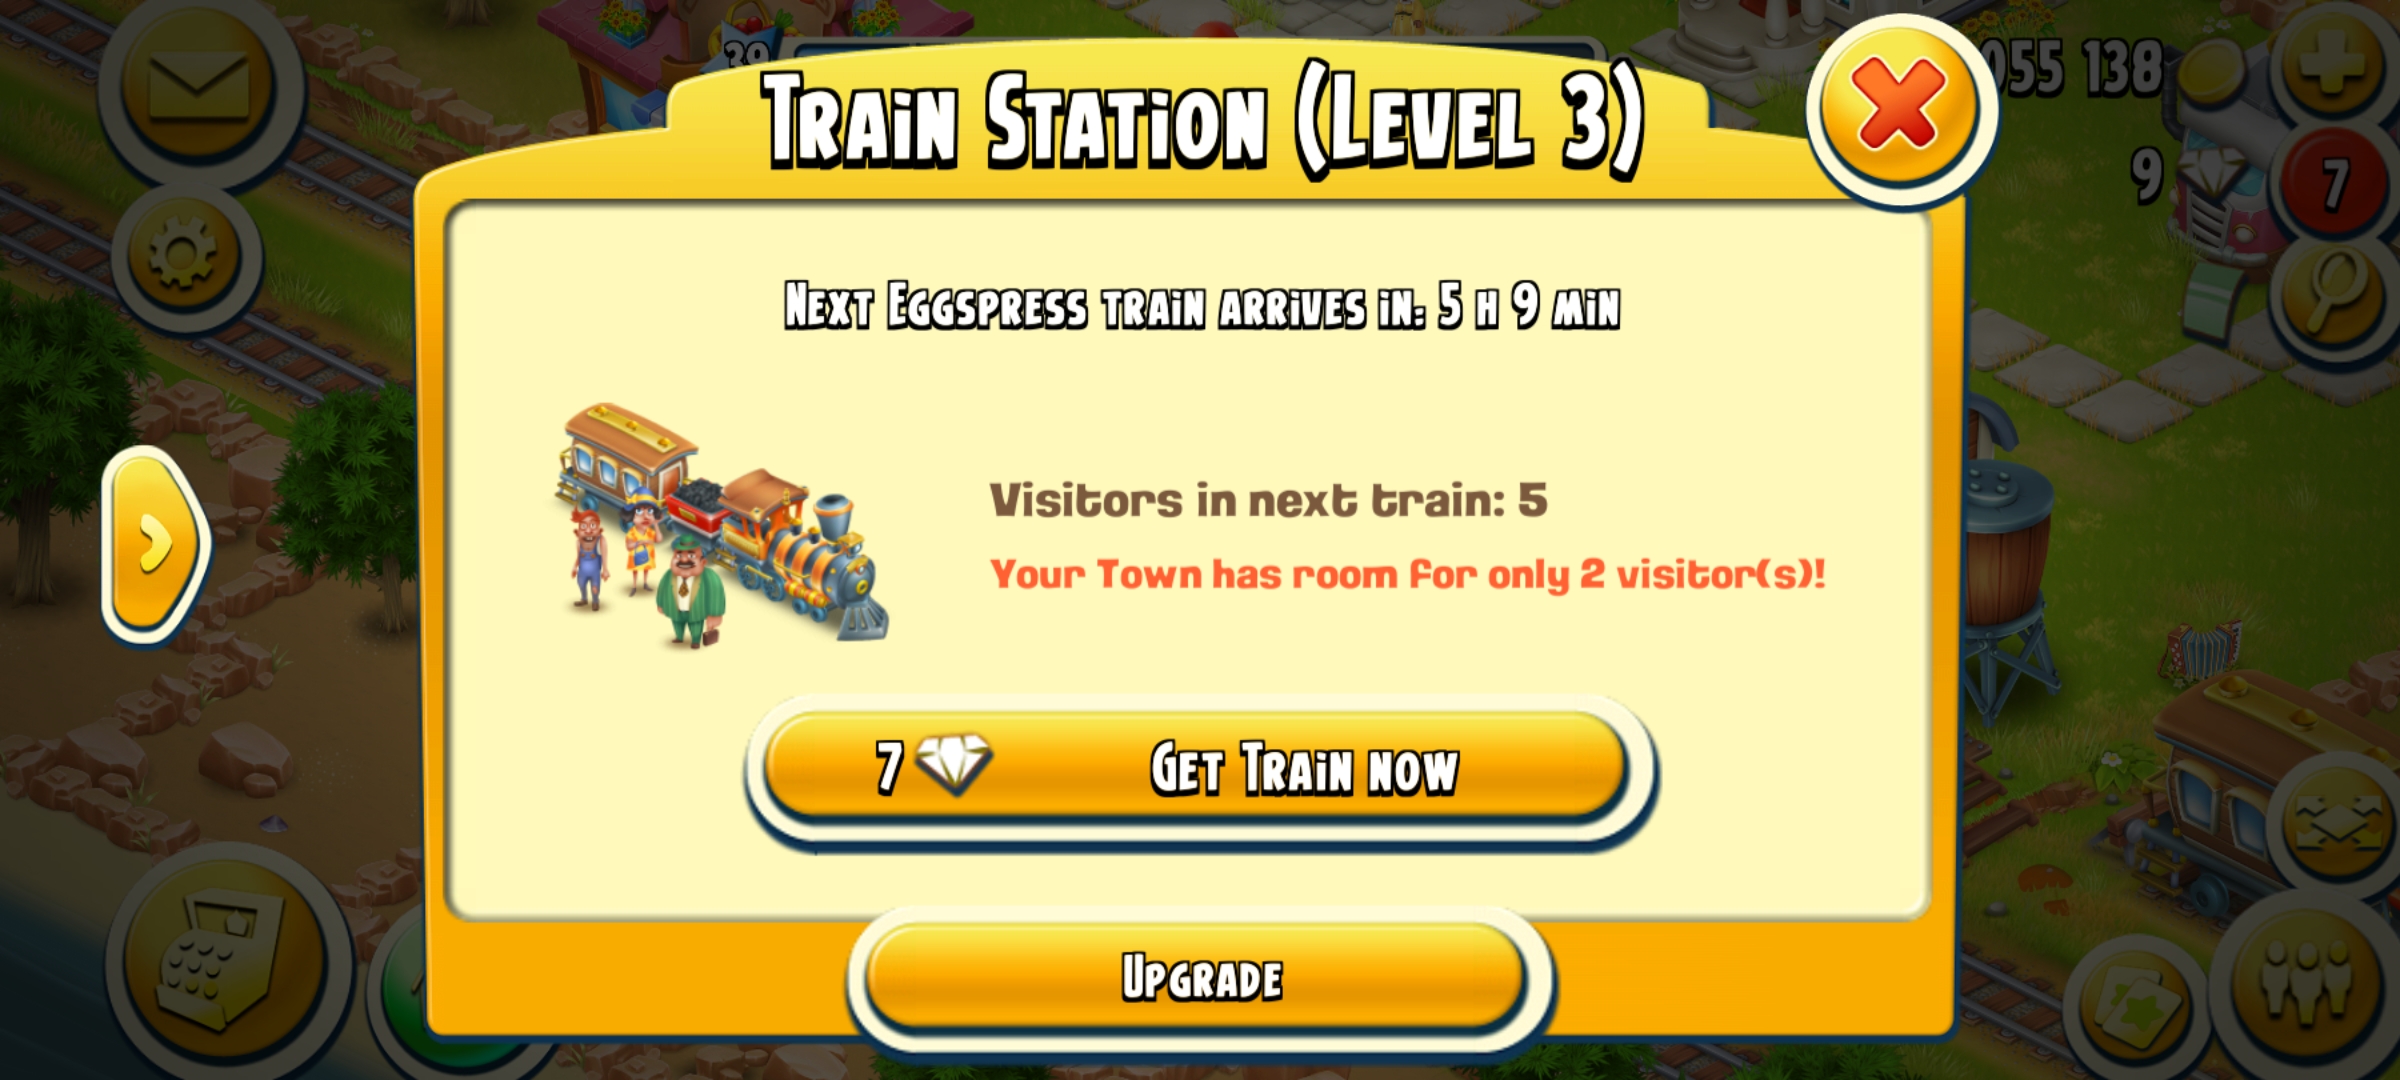 39
Train Station (Level 3)
055 138
9
7
Next Eggspress train arrives in: 5 h 9 min
Visitors in next train: 5
Your Town has room for only 2 visitor(s)!
7 Get Train now
Upgrade